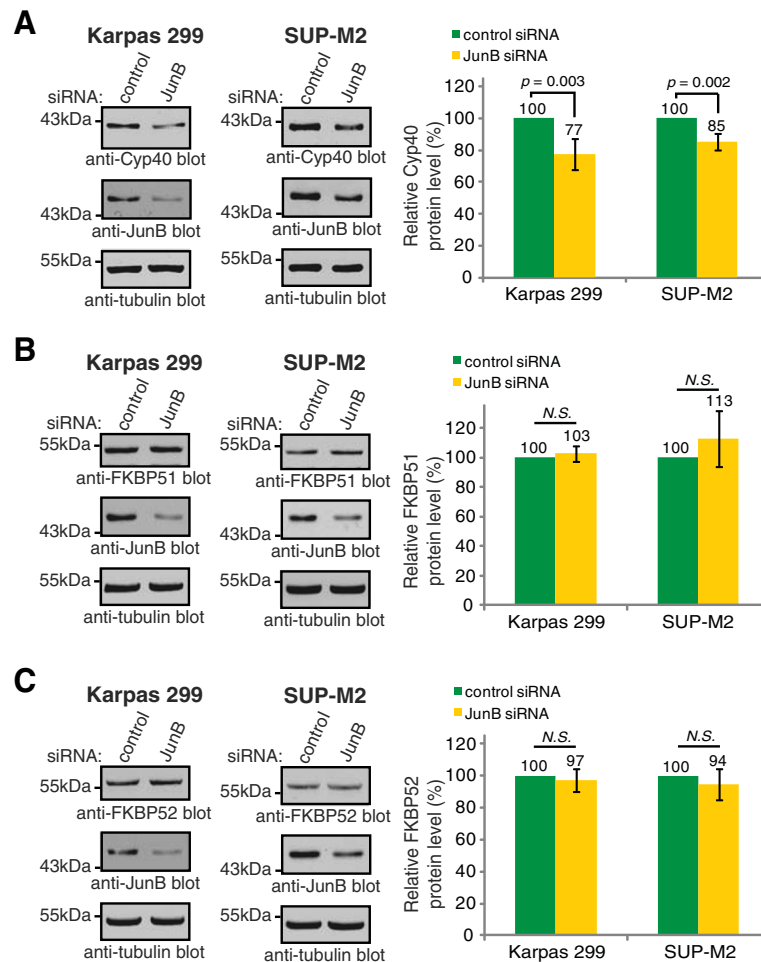 A
Karpas 299
SUP-M2
siRNA: control JunB
control JunB
43kDa
43kDa
anti-Cyp40 blot
anti-Cyp40 blot
43kDa
43kDa
anti-JunB blot
anti-JunB blot
55kDa
55kDa
anti-tubulin blot
anti-tubulin blot
control siRNA
JunB siRNA
Relative Cyp40
protein level (%)
120
100
80
60
40
20
0
p = 0.003
100
77
p = 0.002
100
85
Karpas 299
SUP-M2
B
Karpas 299
SUP-M2
siRNA: control JunB
siRNA: control JunB
55kDa
55kDa
anti-FKBP51 blot
anti-FKBP51 blot
43kDa
43kDa
anti-JunB blot
anti-JunB blot
55kDa
55kDa
anti-tubulin blot
anti-tubulin blot
control siRNA
JunB siRNA
Relative FKBP51
protein level (%)
120
100
80
60
40
20
0
N.S.
100
103
N.S.
100
113
Karpas 299
SUP-M2
C
Karpas 299
SUP-M2
siRNA: control JunB
siRNA: control JunB
55kDa
55kDa
anti-FKBP52 blot
anti-FKBP52 blot
43kDa
43kDa
anti-JunB blot
anti-JunB blot
55kDa
55kDa
anti-tubulin blot
anti-tubulin blot
control siRNA
JunB siRNA
Relative FKBP52
protein level (%)
120
100
80
60
40
20
0
N.S.
100
97
N.S.
100
94
Karpas 299
SUP-M2